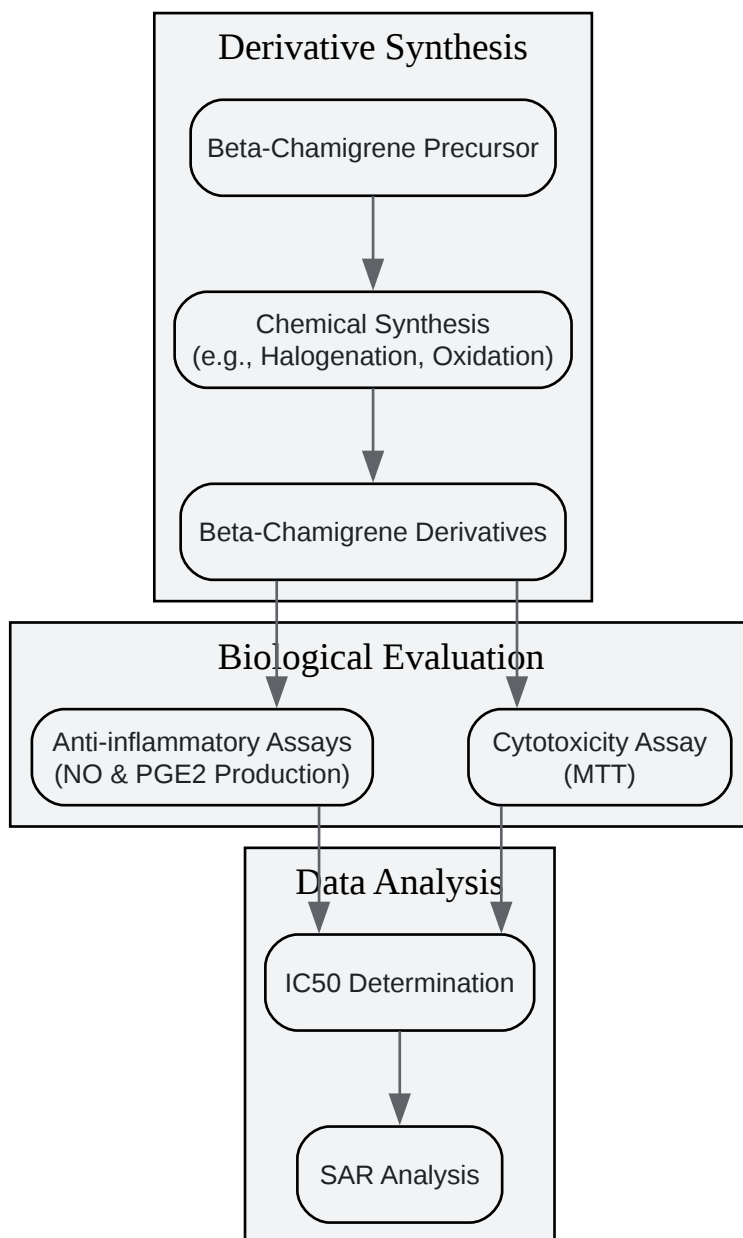 Derivative Synthesis
Beta-Chamigrene Precursor
Chemical Synthesis
(e.g., Halogenation, Oxidation)
Beta-Chamigrene Derivatives
Biological Evaluation
Anti-inflammatory Assays
(NO & PGE2 Production)
Cytotoxicity Assay
(MTT)
Data Analysis
IC50 Determination
SAR Analysis